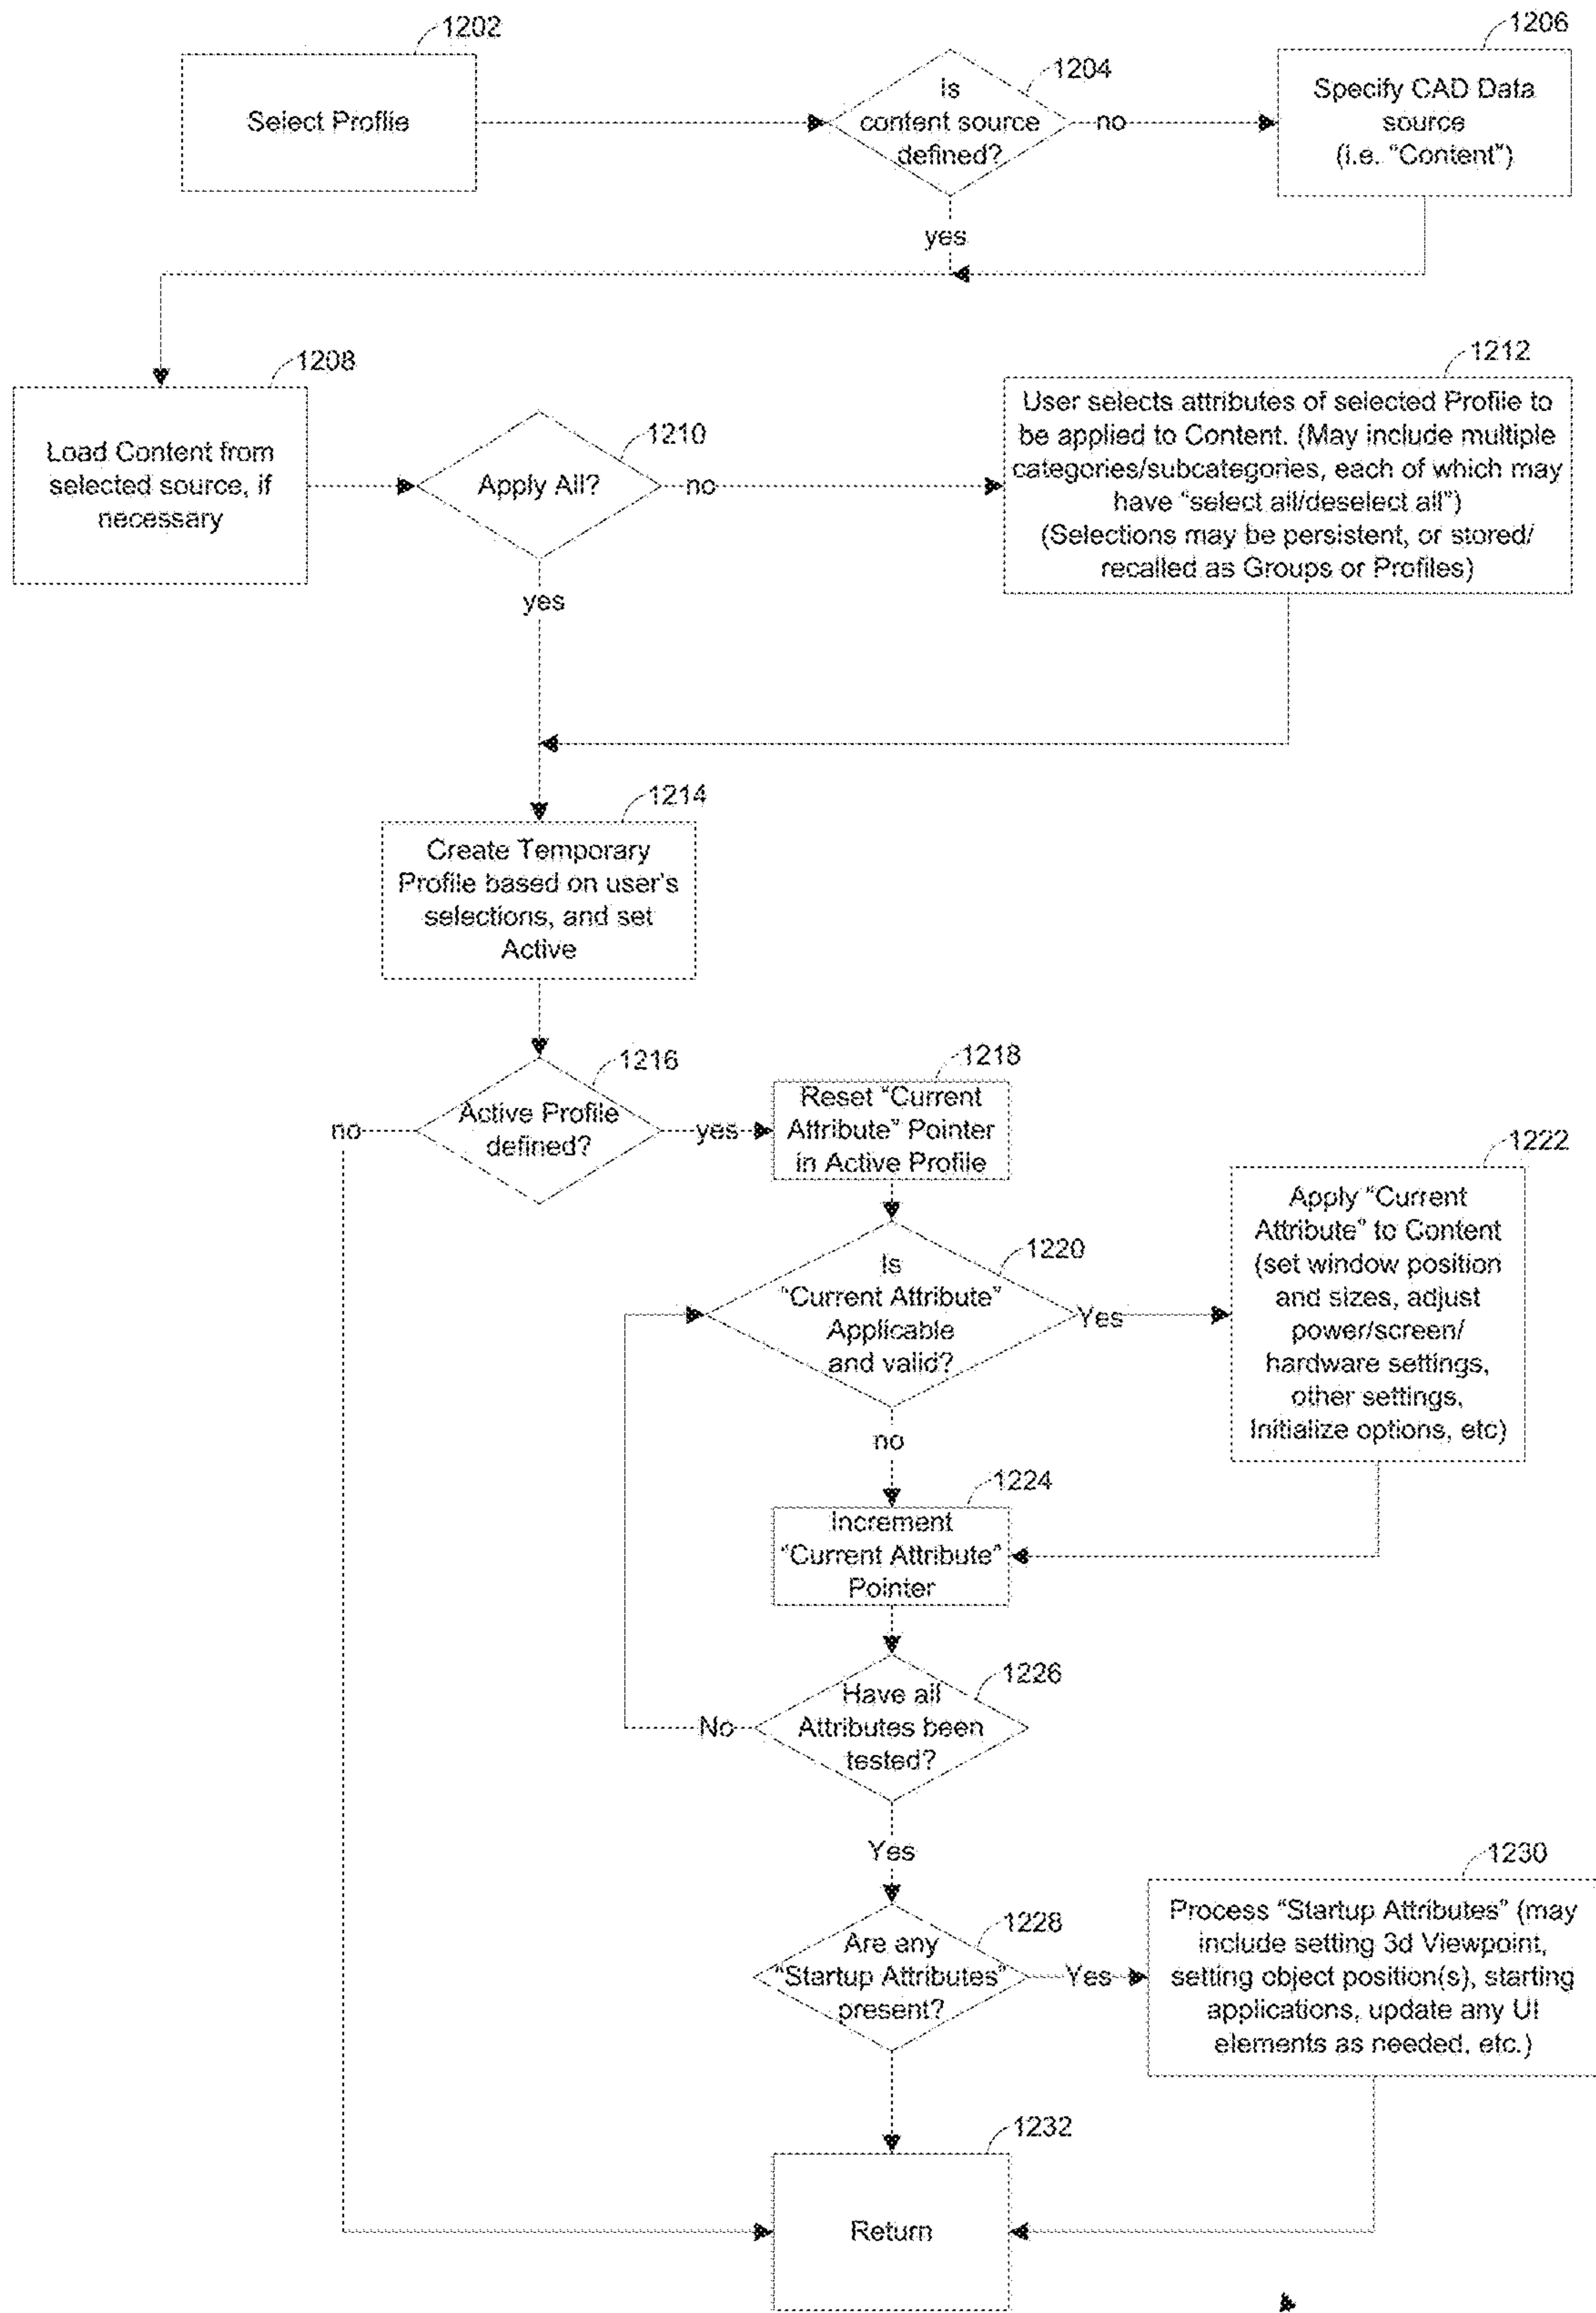 1202
Select Profile
1204
Is
content source
defined?
no
yes
1206
Specify CAD Data
source
(i.e. “Content”)
1208
Load Content from
selected source, if
necessary
1210
Apply All?
no
yes
1212
User selects attributes of selected Profile to
be applied to Content. (May include multiple
categories/subcategories, each of which may
have “select all/deselect all”)
(Selections may be persistent, or stored/
recalled as Groups or Profiles)
1214
Create Temporary
Profile based on user's
selections, and set
Active
1216
Active Profile
defined?
no
yes
1218
Reset “Current
Attribute” Pointer
in Active Profile
1220
Is
“Current Attribute”
Applicable
and valid?
Yes
no
1222
Apply “Current
Attribute” to Content
(set window position
and sizes, adjust
power/screen/
hardware settings,
other settings,
Initialize options, etc)
1224
Increment
“Current Attribute”
Pointer
1226
Have all
Attributes been
tested?
No
Yes
1228
Are any
“Startup Attributes”
present?
Yes
1230
Process “Startup Attributes” (may
include setting 3d Viewpoint,
setting object position(s), starting
applications, update any UI
elements as needed, etc.)
1232
Return